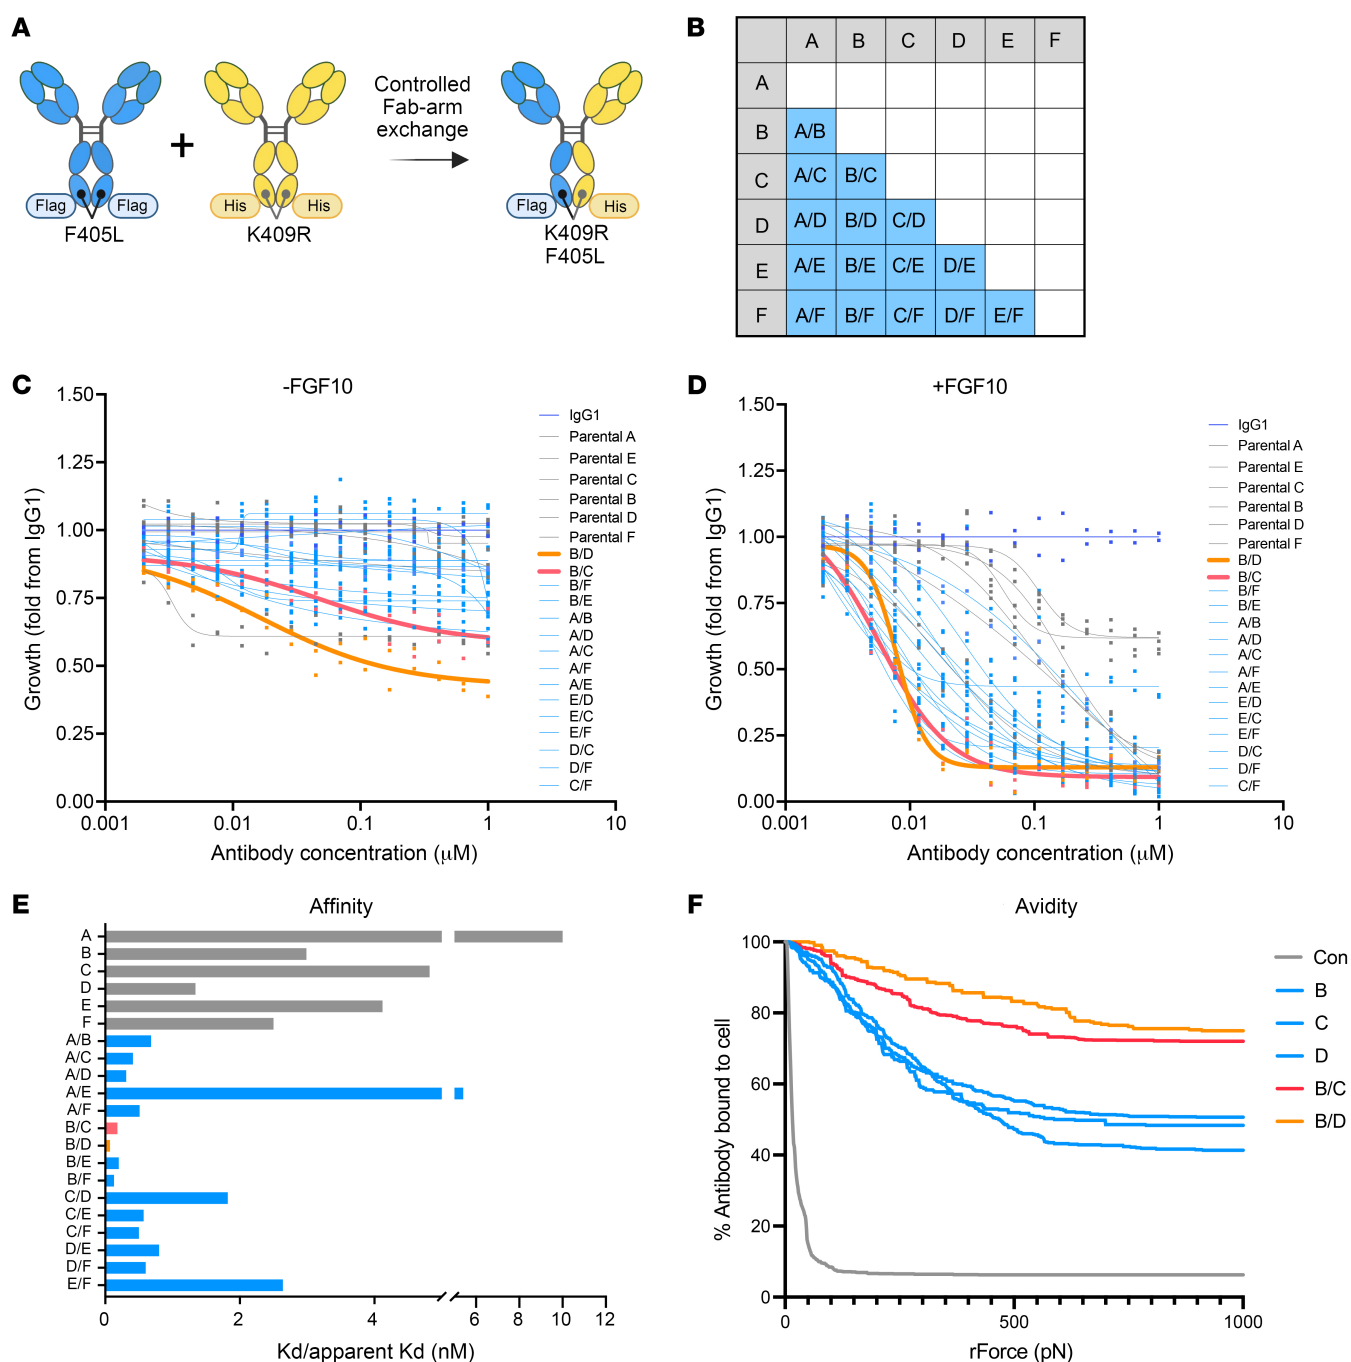 A
Flag
Flag
F405L
+
His
His
K409R
Controlled
Fab-arm
exchange
Flag
His
K409R
F405L
B
A B C D E F
A
B A/B
C A/C B/C
D A/D B/D C/D
E A/E B/E C/E D/E
F A/F B/F C/F D/F E/F
C
-FGF10
Growth (fold from IgG1)
1.50
1.25
1.00
0.75
0.50
0.25
0.00
0.001 0.01 0.1 1 10
Antibody concentration (μM)
IgG1
Parental A
Parental E
Parental C
Parental B
Parental D
Parental F
B/D
B/C
B/F
B/E
A/B
A/D
A/C
A/F
A/E
E/D
E/C
E/F
D/C
D/F
C/F
D
+FGF10
Growth (fold from IgG1)
1.50
1.25
1.00
0.75
0.50
0.25
0.00
0.001 0.01 0.1 1 10
Antibody concentration (μM)
IgG1
Parental A
Parental E
Parental C
Parental B
Parental D
Parental F
B/D
B/C
B/F
B/E
A/B
A/D
A/C
A/F
A/E
E/D
E/C
E/F
D/C
D/F
C/F
E
Affinity
A
B
C
D
E
F
A/B
A/C
A/D
A/E
A/F
B/C
B/D
B/E
B/F
C/D
C/E
C/F
D/E
D/F
E/F
0 2 4 6 8 10 12
Kd/apparent Kd (nM)
F
Avidity
% Antibody bound to cell
100
80
60
40
20
0
0 500 1000
rForce (pN)
Con
B
C
D
B/C
B/D